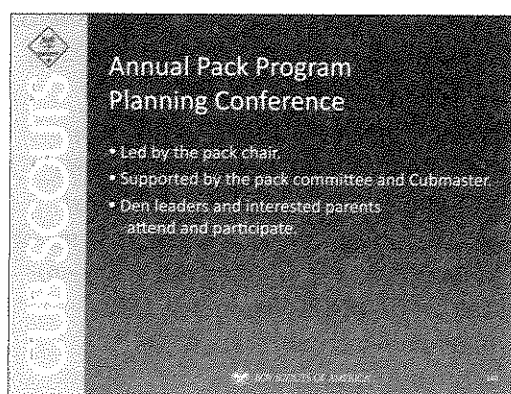 CUB SCOUTS
Annual Pack Program
Planning Conference
• Led by the pack chair.
• Supported by the pack committee and Cubmaster.
• Den leaders and interested parents
attend and participate.
BOY SCOUTS OF AMERICA